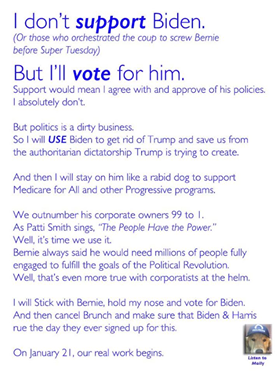 I don't support Biden.
(Or those who orchestrated the coup to screw Bernie
before Super Tuesday)
But I'll vote for him.
Support would mean I agree with and approve of his policies.
I absolutely don't.
But politics is a dirty business.
So I will USE Biden to get rid of Trump and save us from
the authoritarian dictatorship Trump is trying to create.
And then I will stay on him like a rabid dog to support
Medicare for All and other Progressive programs.
We outnumber his corporate owners 99 to 1.
As Patti Smith sings, “The People Have the Power.”
Well, it's time we use it.
Bernie always said he would need millions of people fully
engaged to fulfill the goals of the Political Revolution.
Well, that's even more true with corporatists at the helm.
I will Stick with Bernie, hold my nose and vote for Biden.
And then cancel Brunch and make sure that Biden & Harris
rue the day they ever signed up for this.
On January 21, our real work begins.
Listen to
Molly